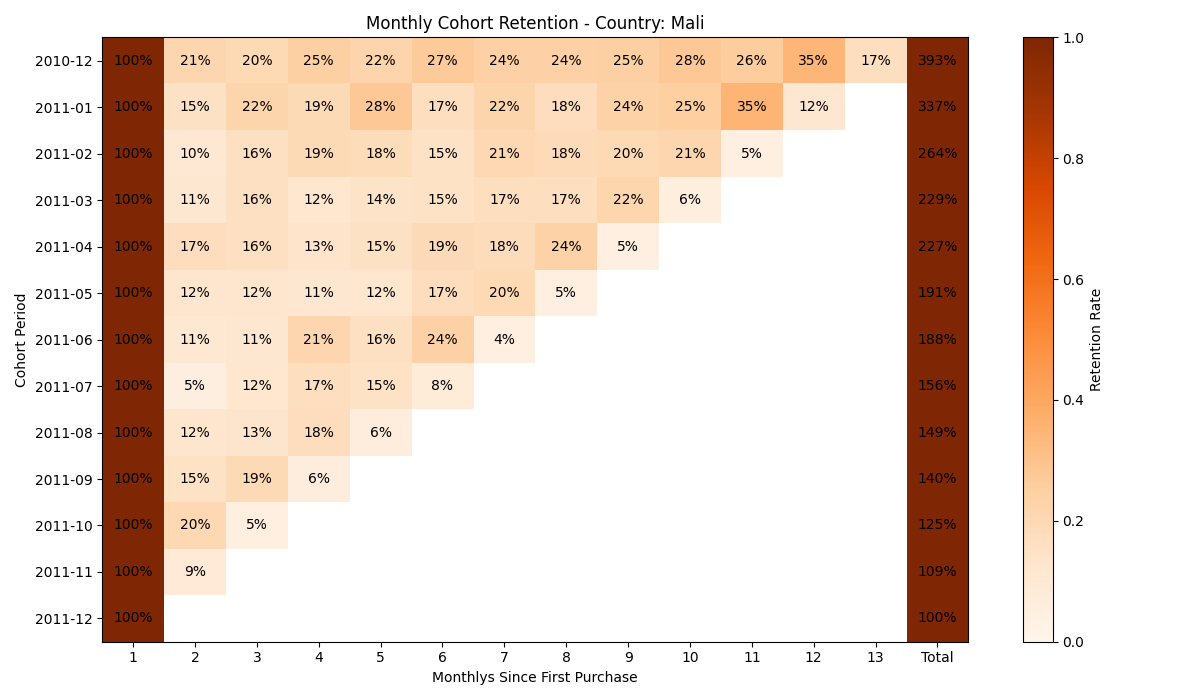 Monthly Cohort Retention - Country: Mali
2010-12 100% 21% 20% 25% 22% 27% 24% 24% 25% 28% 26% 35% 17% 393%
2011-01 100% 15% 22% 19% 28% 17% 22% 18% 24% 25% 35% 12% 337%
2011-02 100% 10% 16% 19% 18% 15% 21% 18% 20% 21% 5% 264%
2011-03 100% 11% 16% 12% 14% 15% 17% 17% 22% 6% 229%
2011-04 100% 17% 16% 13% 15% 19% 18% 24% 5% 227%
2011-05 100% 12% 12% 11% 12% 17% 20% 5% 191%
2011-06 100% 11% 11% 21% 16% 24% 4% 188%
2011-07 100% 5% 12% 17% 15% 8% 156%
2011-08 100% 12% 13% 18% 6% 149%
2011-09 100% 15% 19% 6% 140%
2011-10 100% 20% 5% 125%
2011-11 100% 9% 109%
2011-12 100% 100%
1 2 3 4 5 6 7 8 9 10 11 12 13 Total
Monthlys Since First Purchase
Cohort Period
1.0
0.8
0.6
0.4
0.2
0.0
Retention Rate